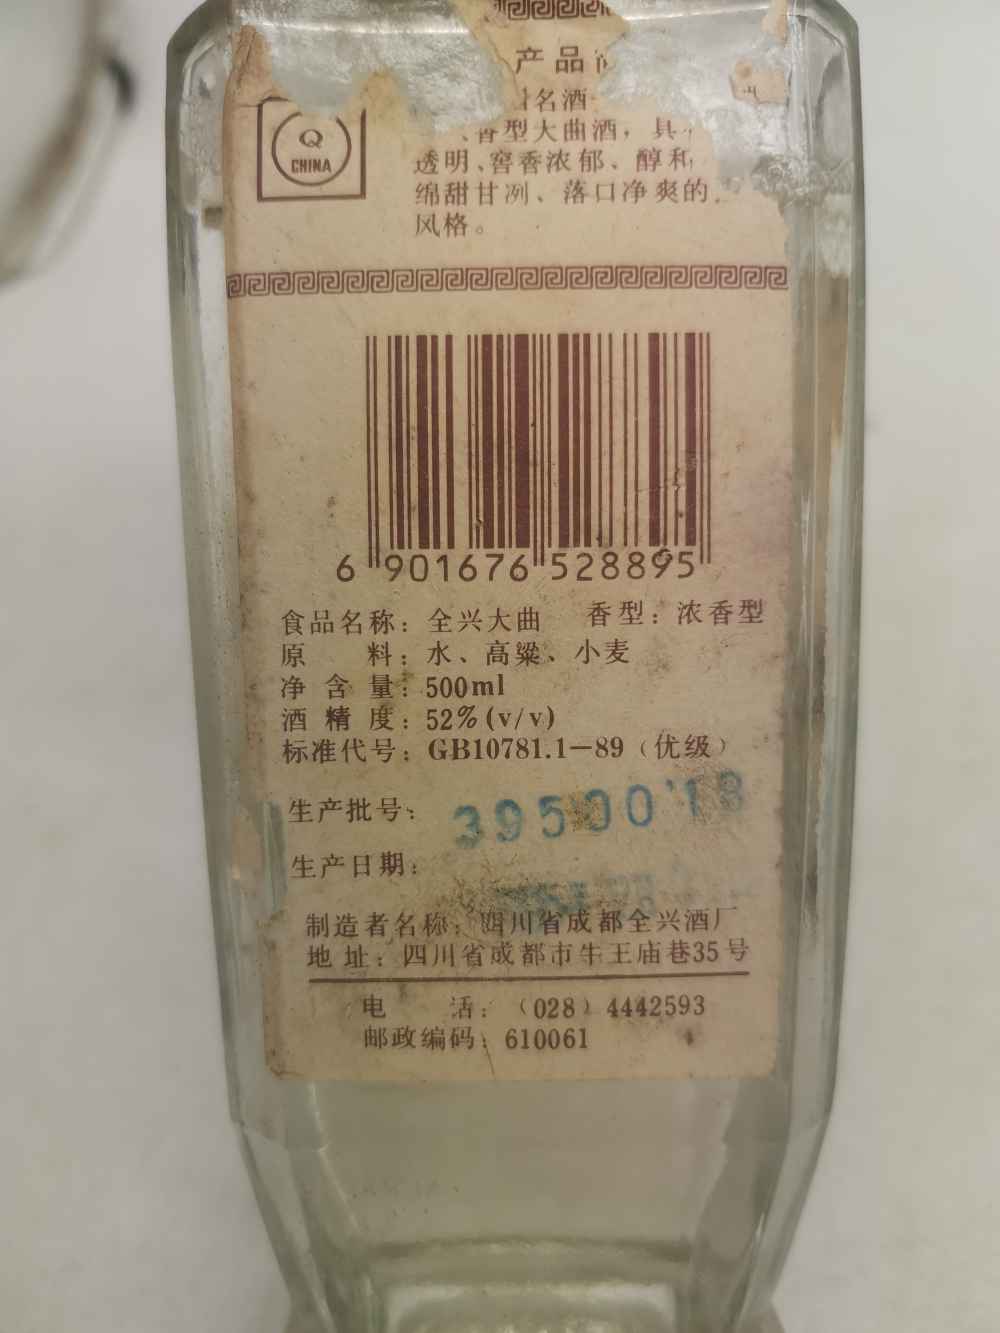 产品
名酒
香型大曲酒，具
透明、窖香浓郁、醇和
绵甜甘冽、落口净爽的
风格。
Q
CHINA
6 901676 528895
食品名称：全兴大曲 香型：浓香型
原 料：水、高粱、小麦
净 含 量：500ml
酒 精 度：52%(v/v)
标准代号：GB10781.1-89（优级）
生产批号：
生产日期：
制造者名称：四川省成都全兴酒厂
地 址：四川省成都市牛王庙巷35号
电 话：（028）4442593
邮政编码：610061